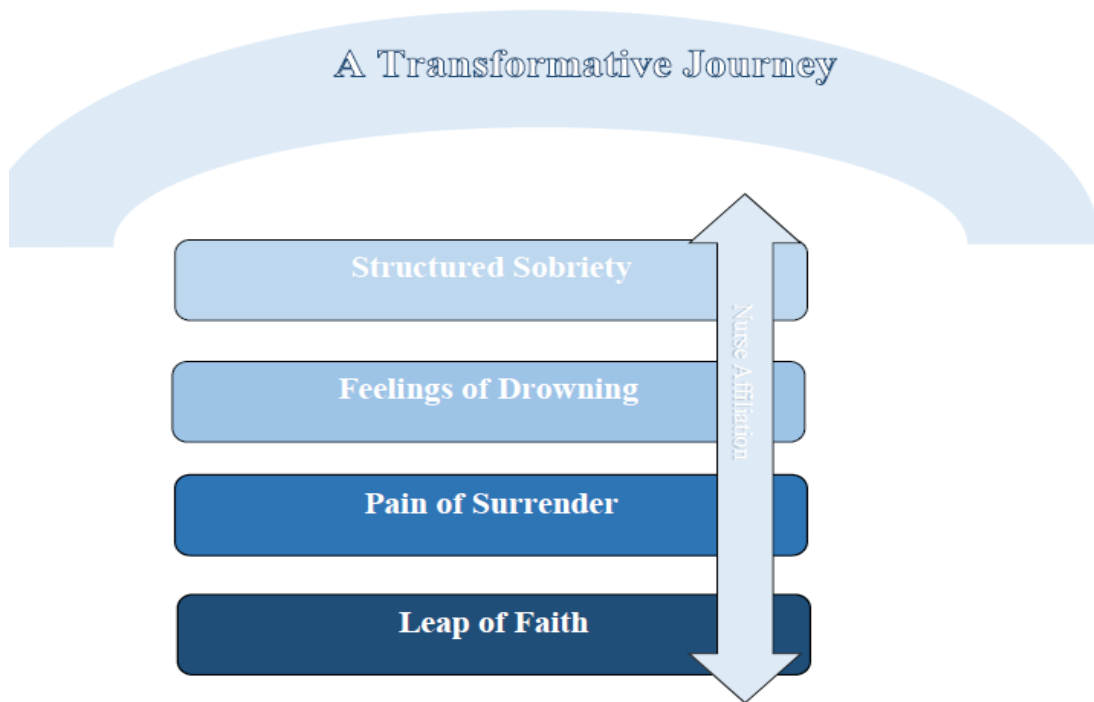 A Transformative Journey
Structured Sobriety
Nurse Affiliation
Feelings of Drowning
Pain of Surrender
Leap of Faith